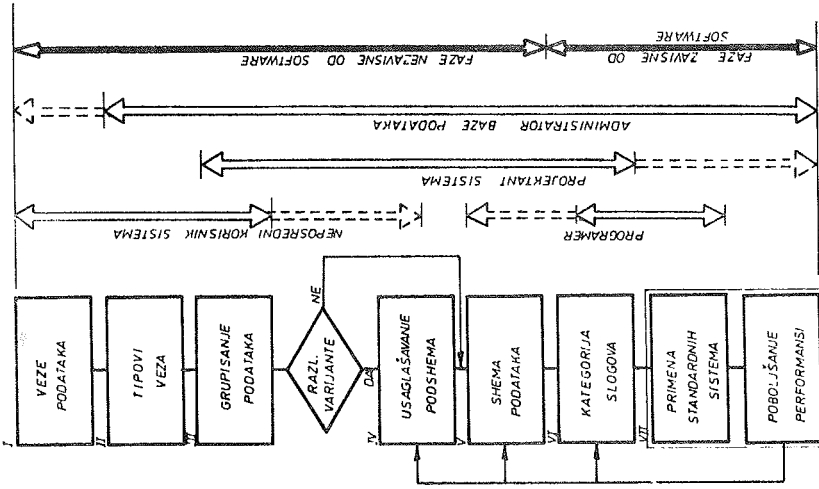 I
VEZE
PODATAKA
II
TIPOVI
VEZA
III
GRUPISANJE
PODATAKA
RAZL.
VARIJANTE
NE
DA
IV
USAGLAŠAVANJE
PODSHEMA
V
SHEMA
PODATAKA
VI
KATEGORIJA
SLOGOVA
VII
PRIMENA
STANDARDNIH
SISTEMA
POBOLJŠANJE
PERFORMANSI
NEPOSREDNI KORISNIK SISTEMA
PROGRAMER
PROJEKTANT SISTEMA
ADMINISTRATOR BAZE PODATAKA
FAZE NEZAVISNE OD SOFTWARE
FAZE ZAVISNE OD
SOFTWARE